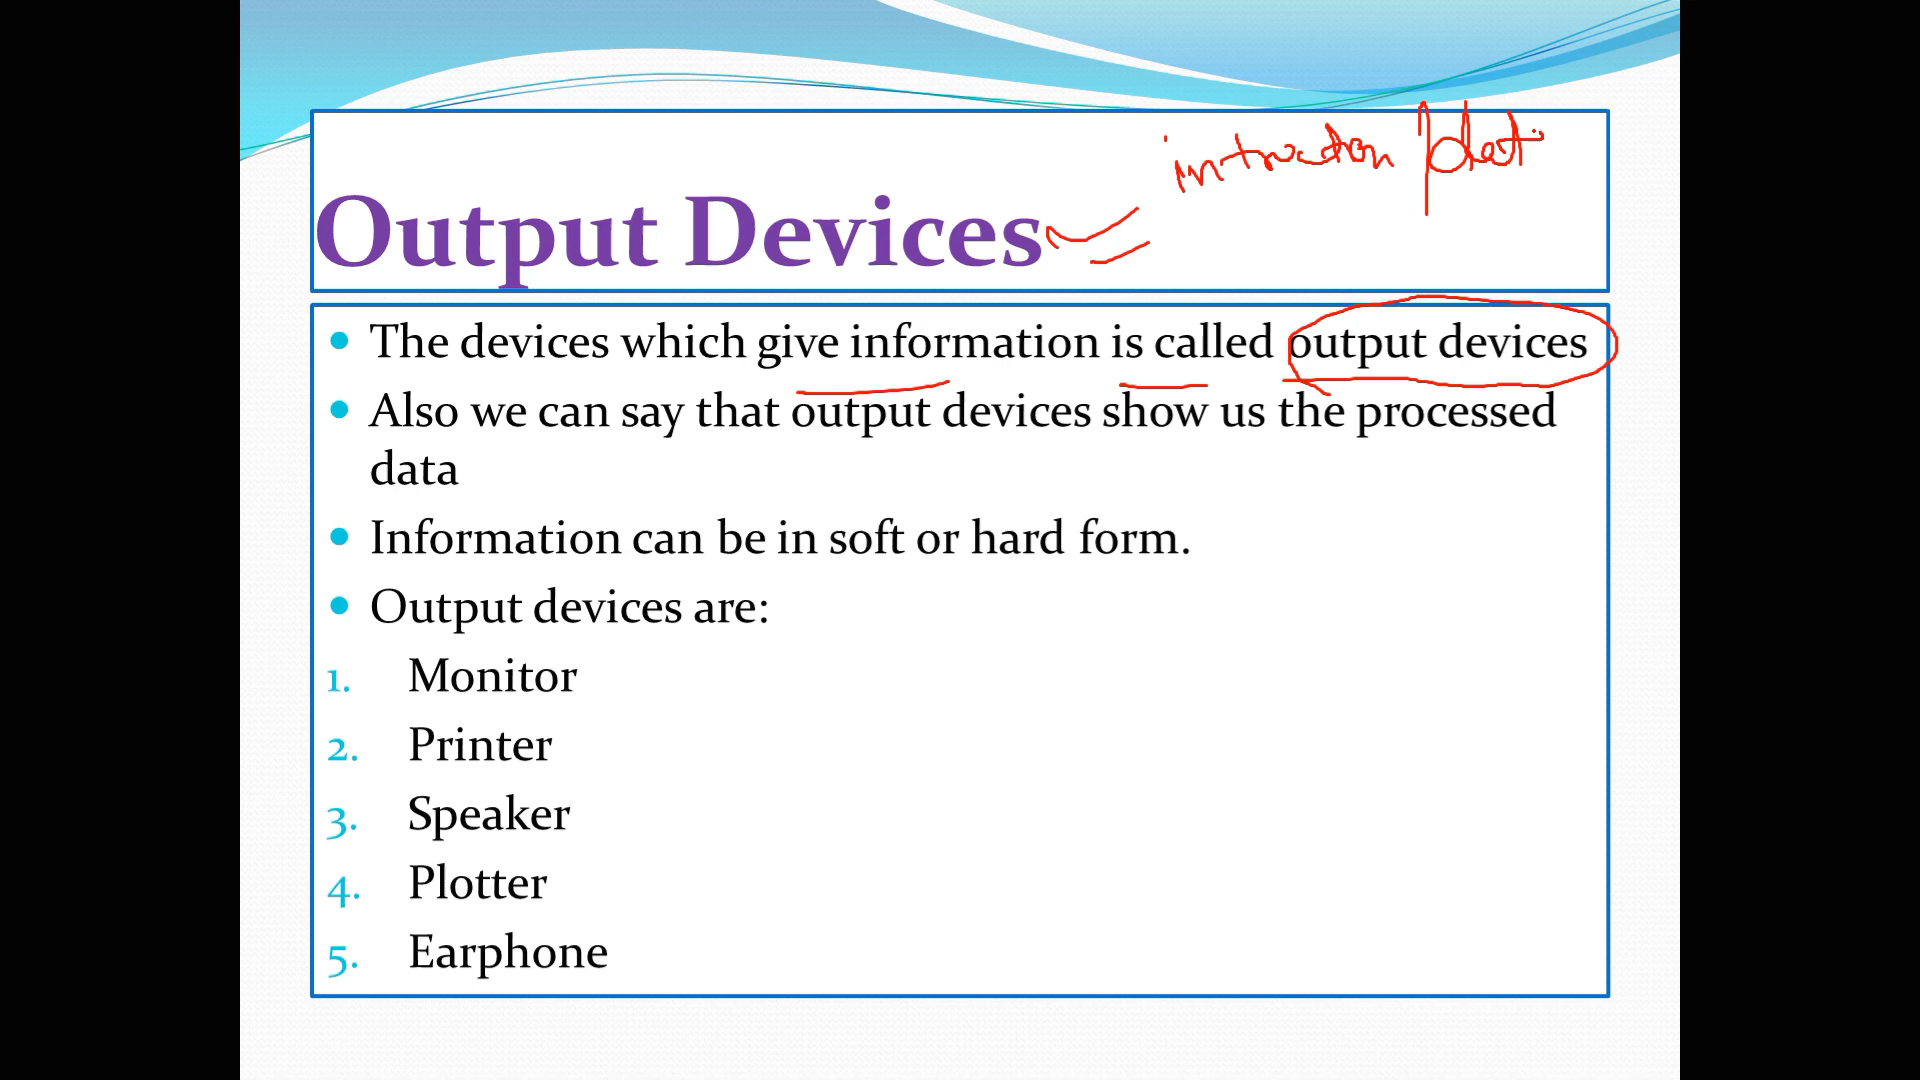 intruction
Output Devices
• The devices which give information is called output devices
• Also we can say that output devices show us the processed
data
• Information can be in soft or hard form.
• Output devices are:
1. Monitor
2. Printer
3. Speaker
4. Plotter
5. Earphone